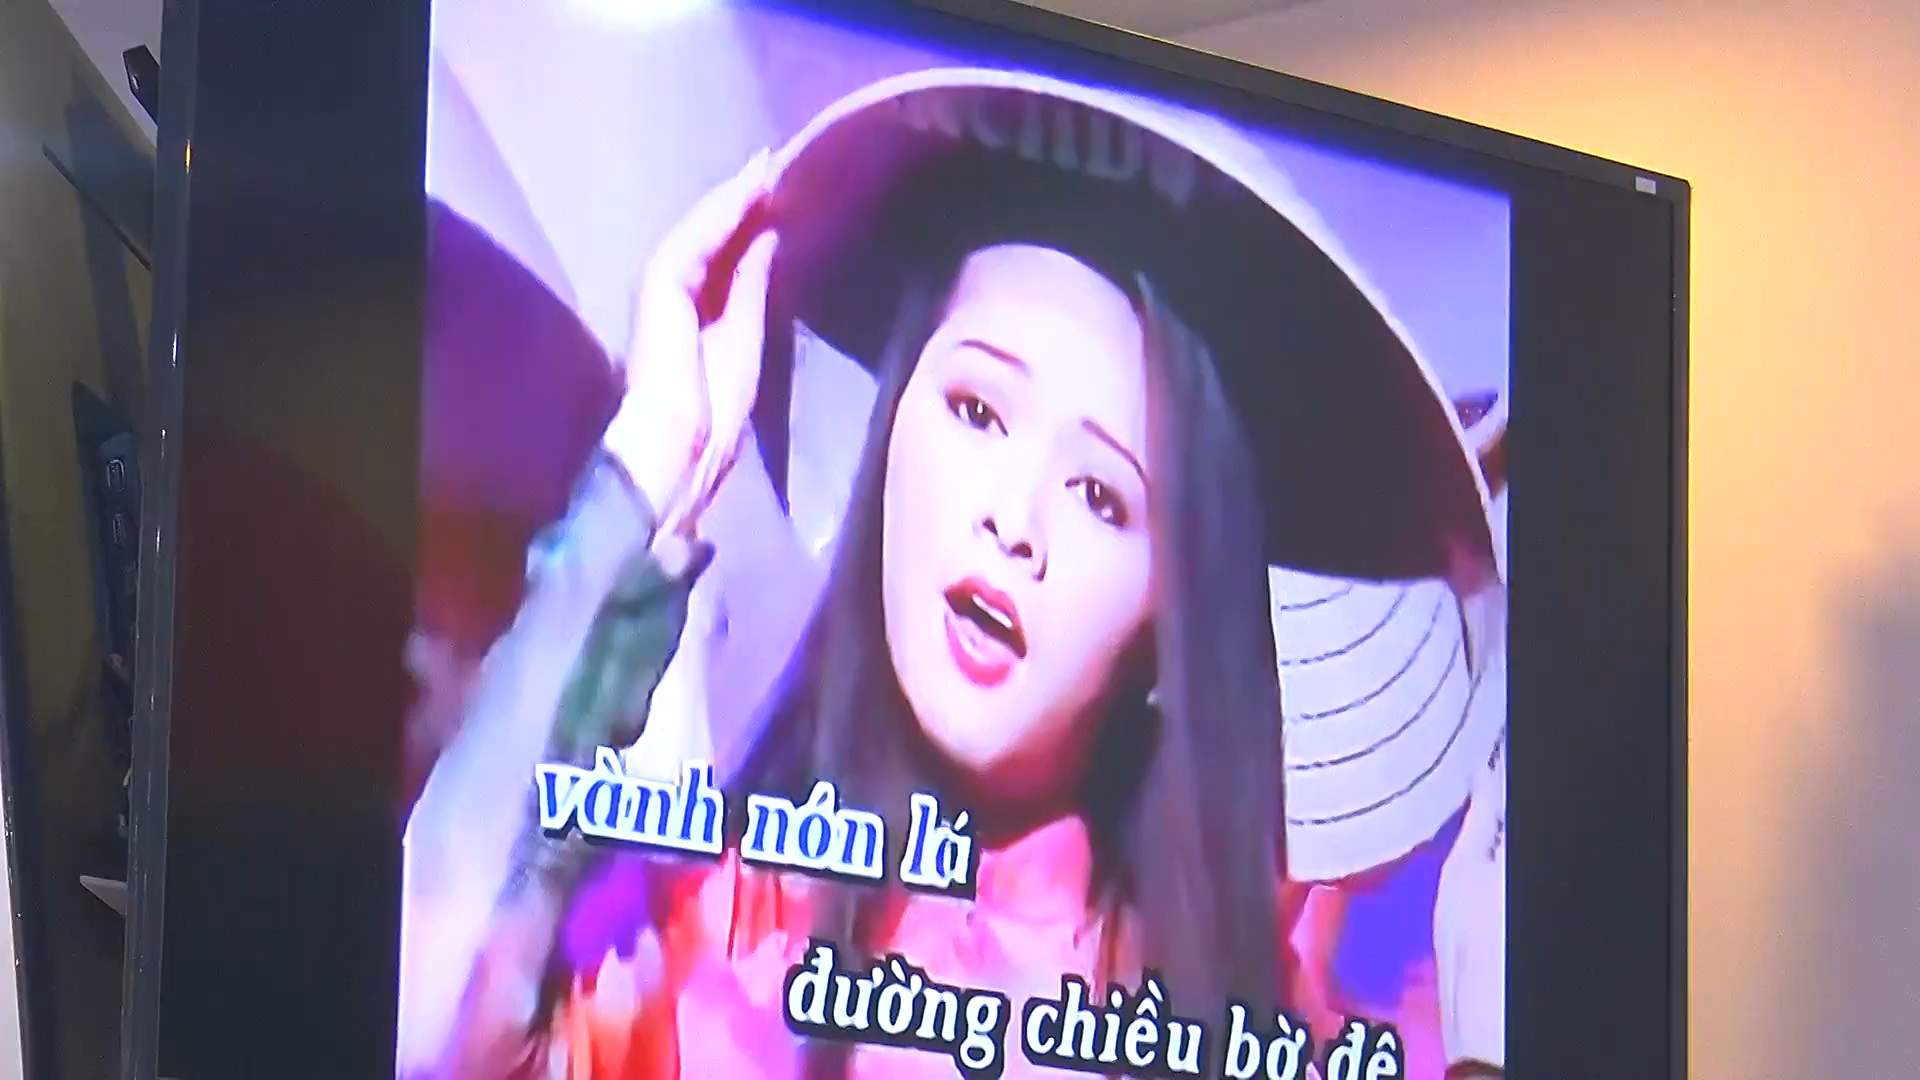 vành nón lá
đường chiều bờ đê